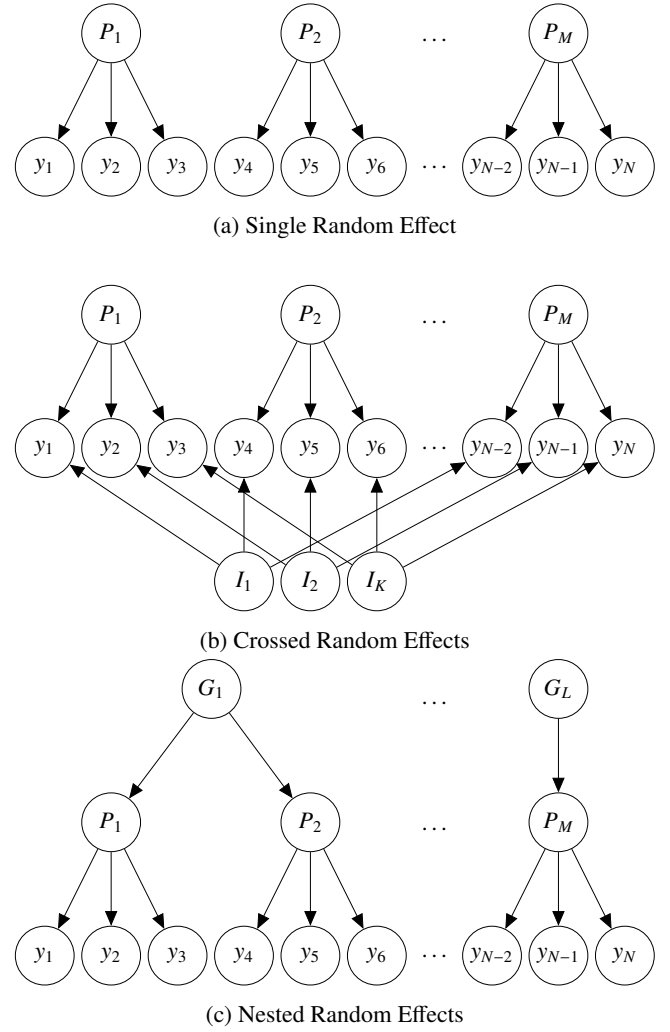 P1 P2 ... PM
y1 y2 y3 y4 y5 y6 ... yN−2 yN−1 yN
(a) Single Random Effect
P1 P2 ... PM
y1 y2 y3 y4 y5 y6 ... yN−2 yN−1 yN
I1 I2 IK
(b) Crossed Random Effects
G1 ... GL
P1 P2 ... PM
y1 y2 y3 y4 y5 y6 ... yN−2 yN−1 yN
(c) Nested Random Effects